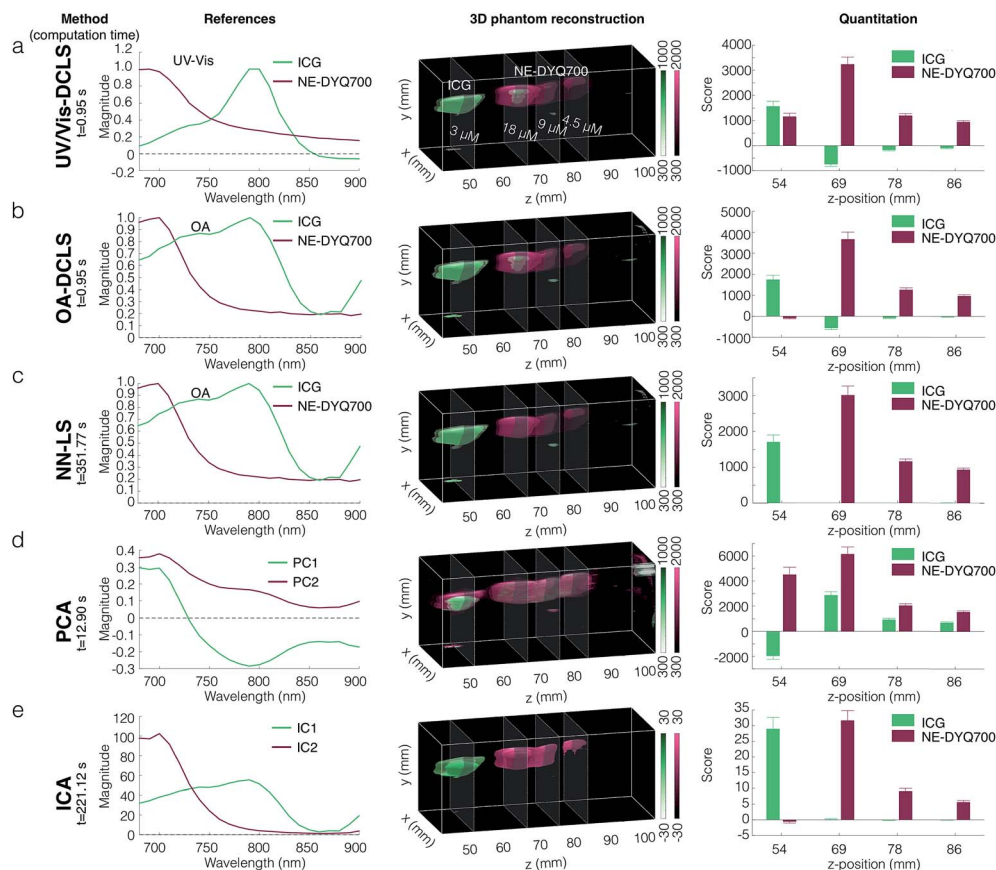 Method
(computation time)
References
3D phantom reconstruction
Quantitation
a
UV/Vis-DCLS
t=0.95 s
Magnitude
1.2
1.0
0.8
0.6
0.4
0.2
0
-0.2
UV-Vis
ICG
NE-DYQ700
700 750 800 850 900
Wavelength (nm)
y (mm)
x (mm)
ICG
NE-DYQ700
3 µM
18 µM
9 µM
4.5 µM
50 60 70 80 90 100
z (mm)
300 1000
300 2000
Score
4000
3000
2000
1000
0
-1000
ICG
NE-DYQ700
54 69 78 86
z-position (mm)
b
OA-DCLS
t=0.95 s
Magnitude
1.0
0.9
0.8
0.7
0.6
0.5
0.4
0.3
0.2
0.1
0
OA
ICG
NE-DYQ700
700 750 800 850 900
Wavelength (nm)
y (mm)
x (mm)
50 60 70 80 90 100
z (mm)
300 1000
300 2000
Score
5000
4000
3000
2000
1000
0
-1000
ICG
NE-DYQ700
54 69 78 86
z-position (mm)
c
NN-LS
t=351.77 s
Magnitude
1.0
0.9
0.8
0.7
0.6
0.5
0.4
0.3
0.2
0.1
0
OA
ICG
NE-DYQ700
700 750 800 850 900
Wavelength (nm)
y (mm)
x (mm)
50 60 70 80 90 100
z (mm)
300 1000
300 2000
Score
3000
2000
1000
0
ICG
NE-DYQ700
54 69 78 86
z-position (mm)
d
PCA
t=12.90 s
Magnitude
0.4
0.3
0.2
0.1
0
-0.1
-0.2
-0.3
PC1
PC2
700 750 800 850 900
Wavelength (nm)
y (mm)
x (mm)
50 60 70 80 90 100
z (mm)
300 1000
300 2000
Score
6000
4000
2000
0
-2000
ICG
NE-DYQ700
54 69 78 86
z-position (mm)
e
ICA
t=221.12 s
Magnitude
120
100
80
60
40
20
0
IC1
IC2
700 750 800 850 900
Wavelength (nm)
y (mm)
x (mm)
50 60 70 80 90 100
z (mm)
-30 30
-30 30
Score
35
30
25
20
15
10
5
0
5
ICG
NE-DYQ700
54 69 78 86
z-position (mm)